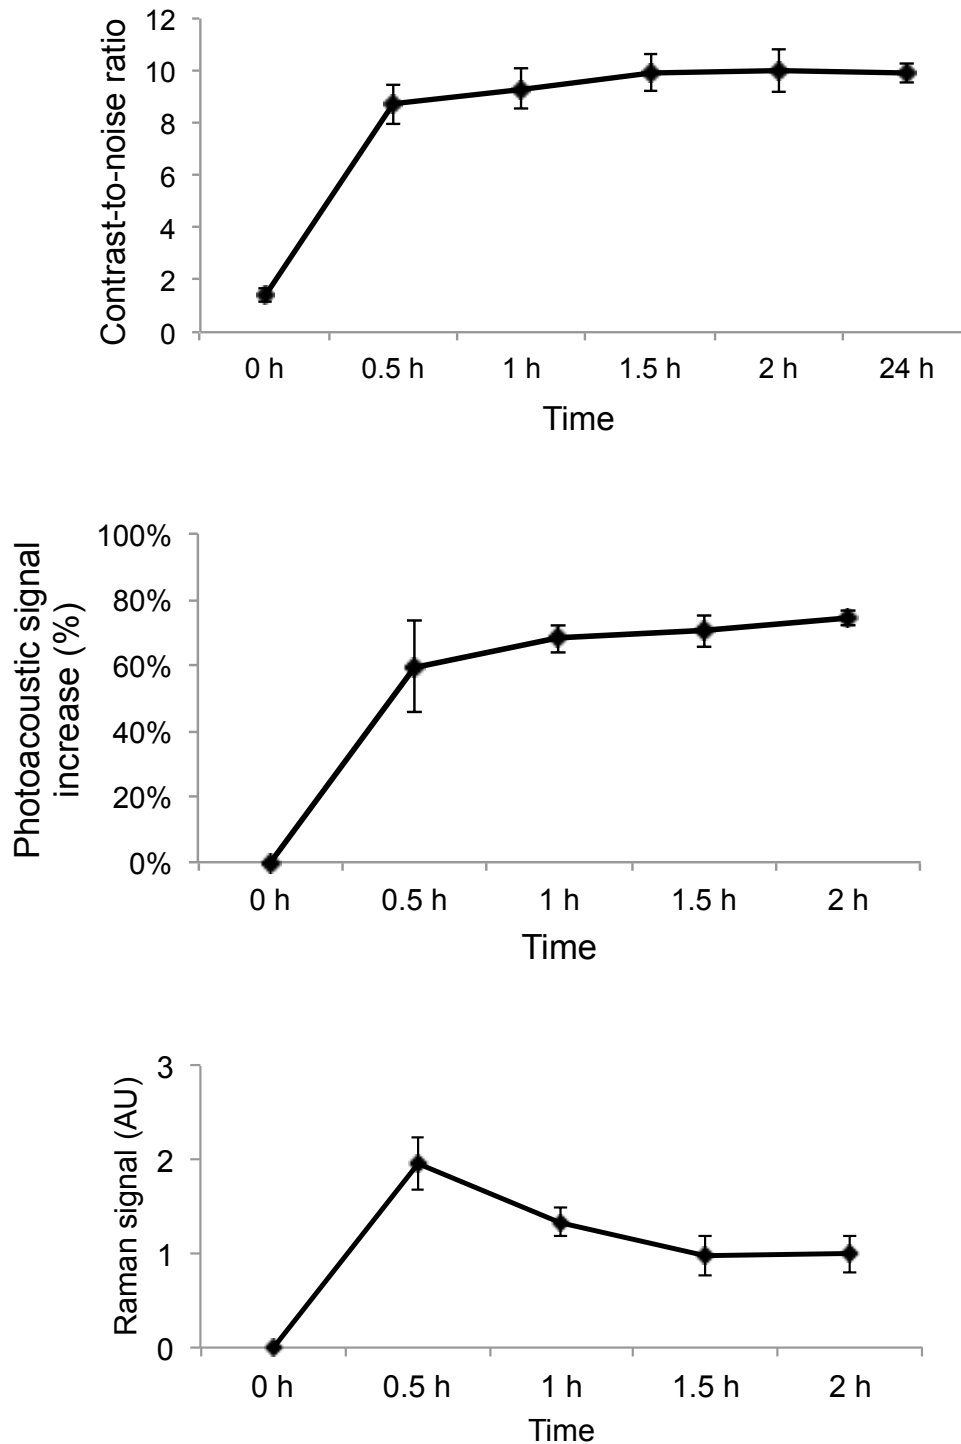 Contrast-to-noise ratio
12
10
8
6
4
2
0
0 h 0.5 h 1 h 1.5 h 2 h 24 h
Time
Photoacoustic signal
increase (%)
100%
80%
60%
40%
20%
0%
0 h 0.5 h 1 h 1.5 h 2 h
Time
Raman signal (AU)
3
2
1
0
0 h 0.5 h 1 h 1.5 h 2 h
Time